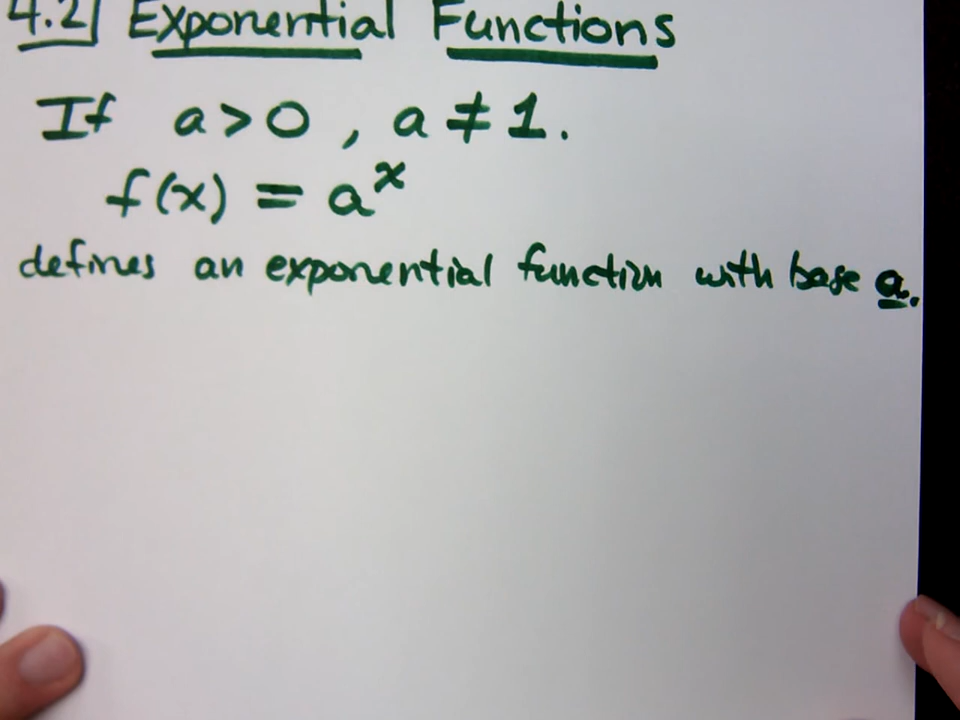 4.2 Exponential Functions
If a>0, a≠1.
f(x) = a^x
defines an exponential function with base a.